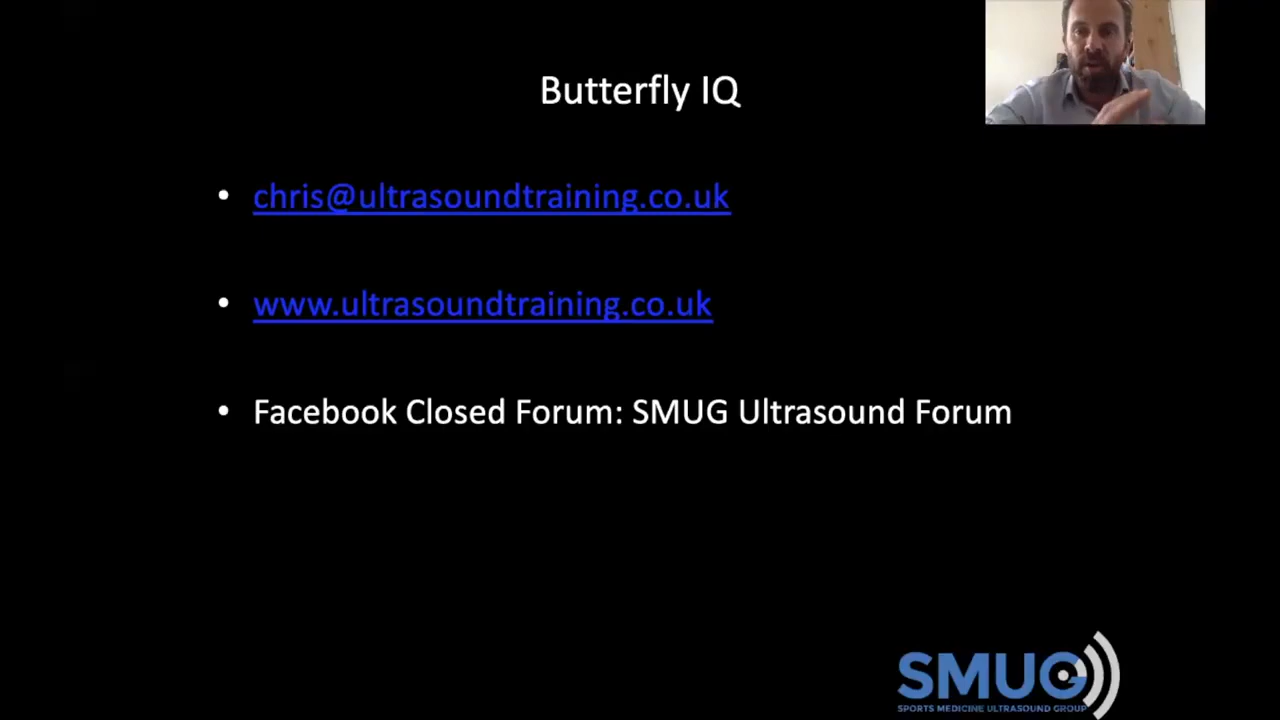 Butterfly IQ
• chris@ultrasoundtraining.co.uk
• www.ultrasoundtraining.co.uk
• Facebook Closed Forum: SMUG Ultrasound Forum
SMUG
SPORTS MEDICINE ULTRASOUND GROUP